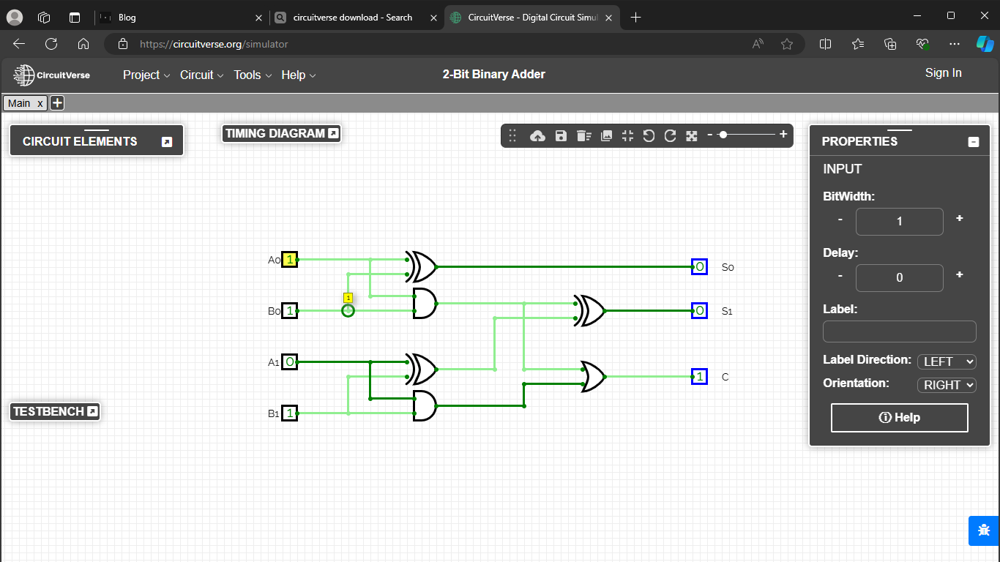 Blog
circuitverse download - Search
CircuitVerse - Digital Circuit Simul
https://circuitverse.org/simulator
CircuitVerse
Project
Circuit
Tools
Help
2-Bit Binary Adder
Sign In
Main x
CIRCUIT ELEMENTS
TIMING DIAGRAM
- +
PROPERTIES
INPUT
BitWidth:
- 1 +
Delay:
- 0 +
Label:
Label Direction: LEFT
Orientation: RIGHT
Help
A0 1
0 S0
1
B0 1
0 S1
A1 0
1 C
B1 1
TESTBENCH